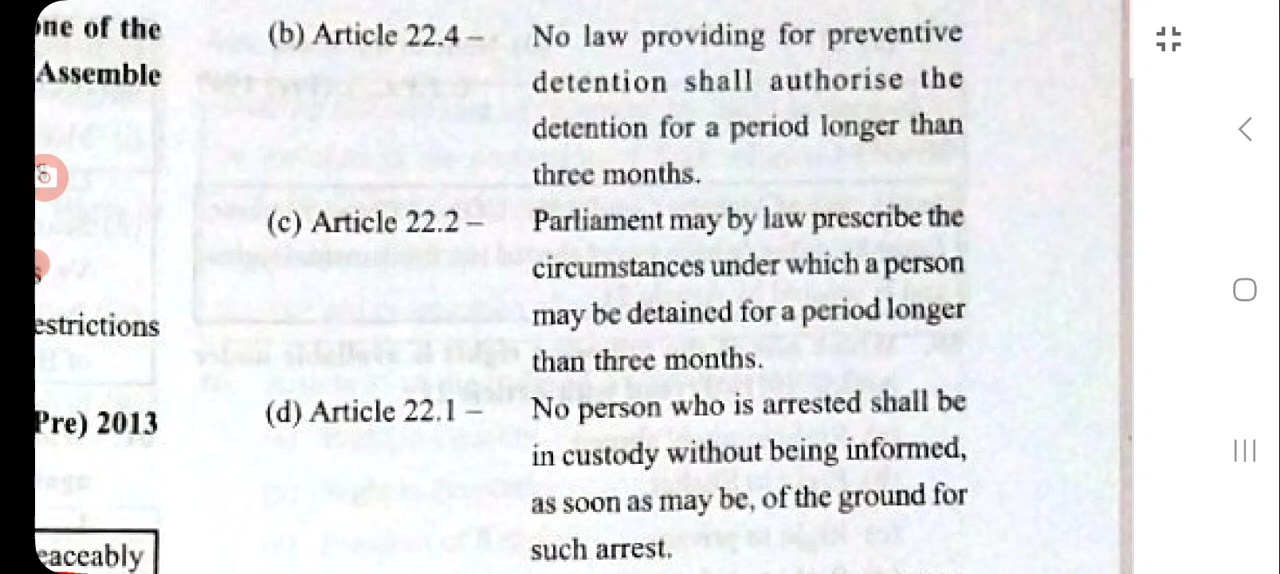 one of the
Assemble
estrictions
Pre) 2013
eaceably
(b) Article 22.4 – No law providing for preventive
detention shall authorise the
detention for a period longer than
three months.
(c) Article 22.2 – Parliament may by law prescribe the
circumstances under which a person
may be detained for a period longer
than three months.
(d) Article 22.1 – No person who is arrested shall be
in custody without being informed,
as soon as may be, of the ground for
such arrest.